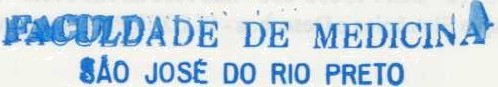 FACULDADE DE MEDICINA
SÃO JOSÉ DO RIO PRETO